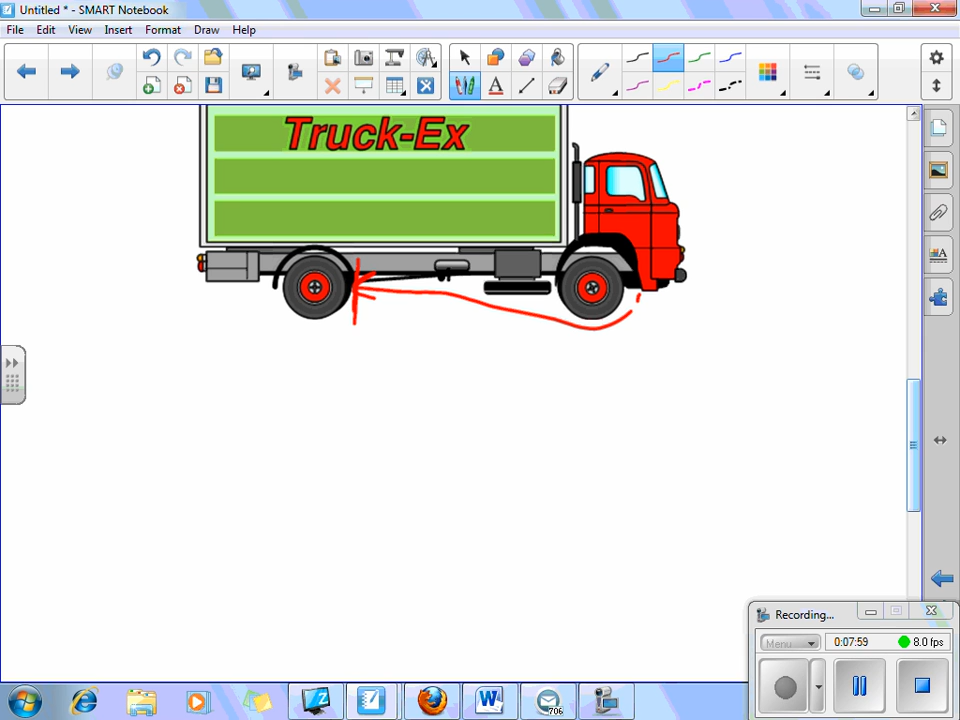 Untitled * - SMART Notebook
File Edit View Insert Format Draw Help
A
Truck-Ex
A
Recording...
Menu
0:07:59
8.0 fps
W
706